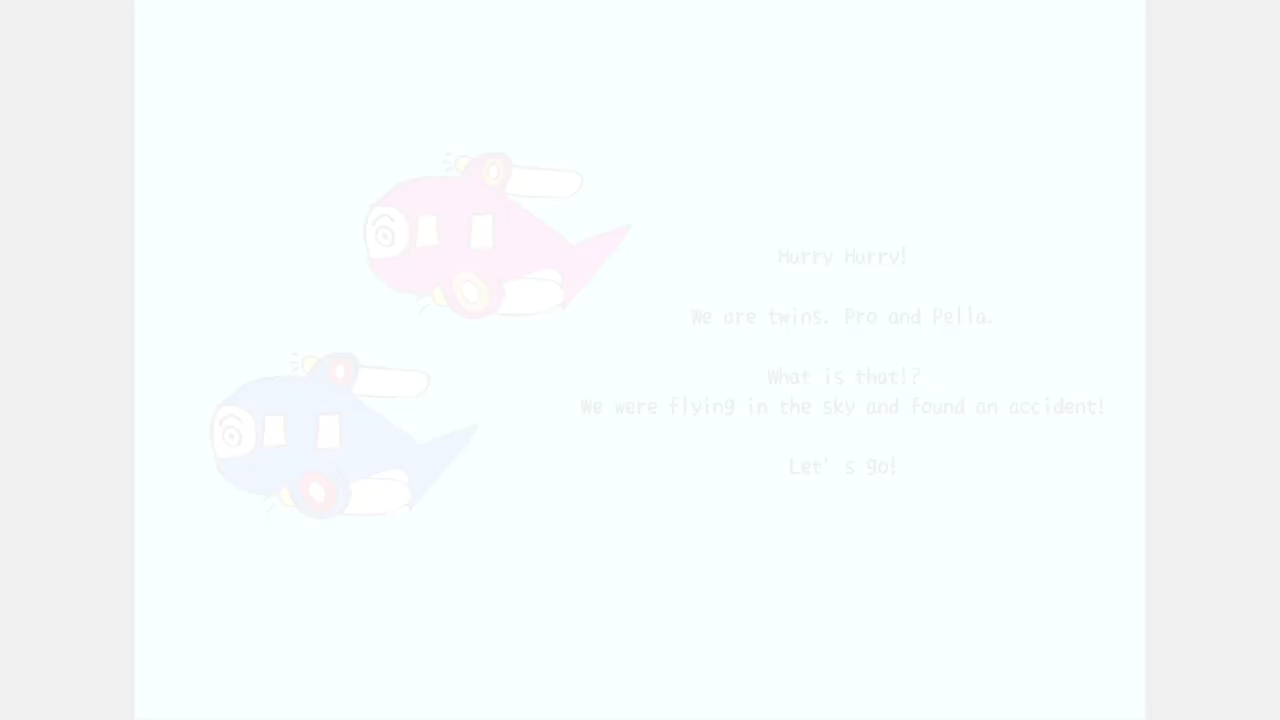 Hurry Hurry!
We are twins. Pro and Pella.
What is that!?
We were flying in the sky and found an accident!
Let's go!